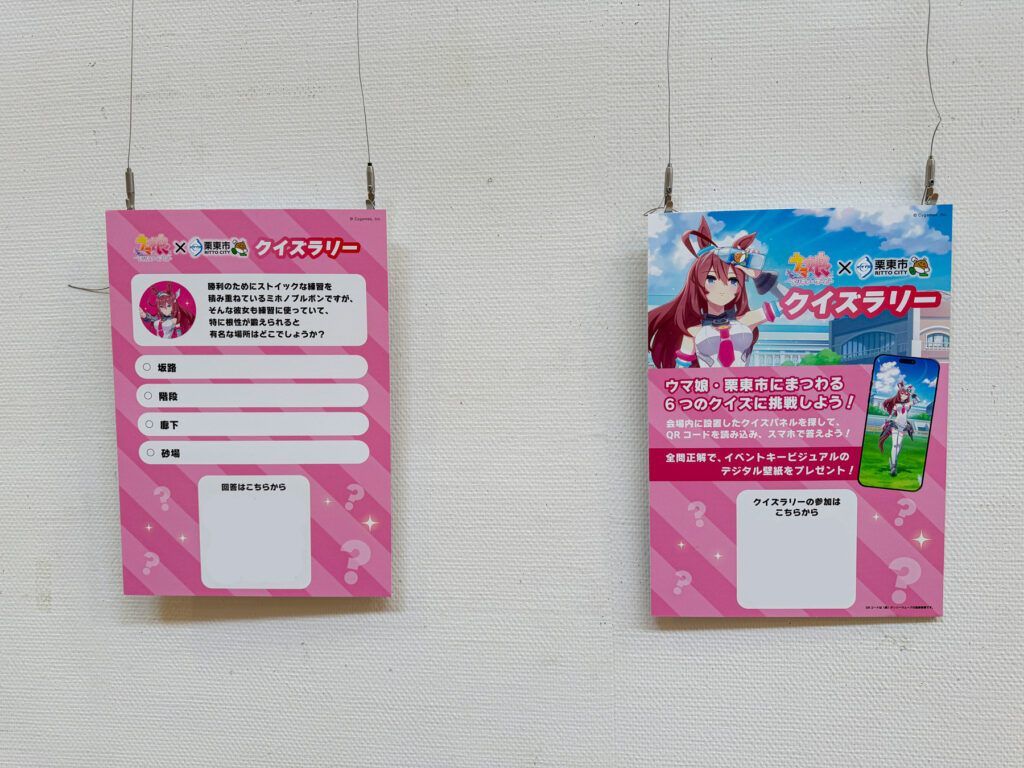 © Cygames, Inc.
ウマ娘
×
栗東市
RITTO CITY
クイズラリー
勝利のためにストイックな練習を
積み重ねているミホノブルボンですが、
そんな彼女も練習に使っていて、
特に根性が鍛えられると
有名な場所はどこでしょうか?
坂路
階段
廊下
砂場
回答はこちらから
© Cygames, Inc.
ウマ娘
×
栗東市
RITTO CITY
クイズラリー
ウマ娘・栗東市にまつわる
6つのクイズに挑戦しよう!
会場内に設置したクイズパネルを探して、
QRコードを読み込み、スマホで答えよう!
全問正解で、イベントキービジュアルの
デジタル壁紙をプレゼント!
クイズラリーの参加は
こちらから